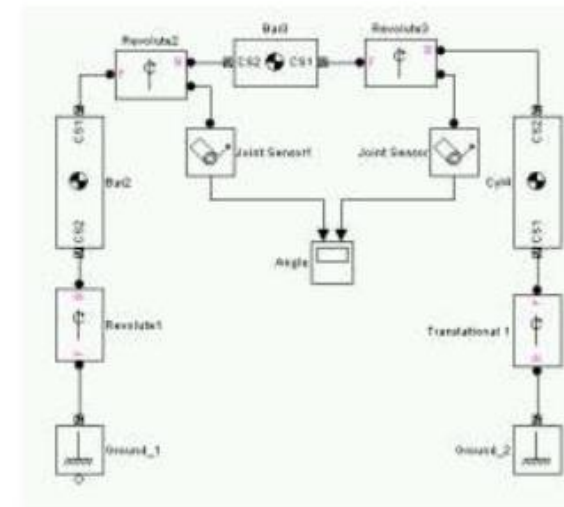 Revolute2
Bar3
Revolute3
F
B
CS2
CS1
F
B
CS1
CS2
Joint Sensor1
Joint Sensor
Bar2
Cyl4
CS2
CS1
Angle
B
F
Revolute1
F
B
Translational 1
Ground_1
Ground_2